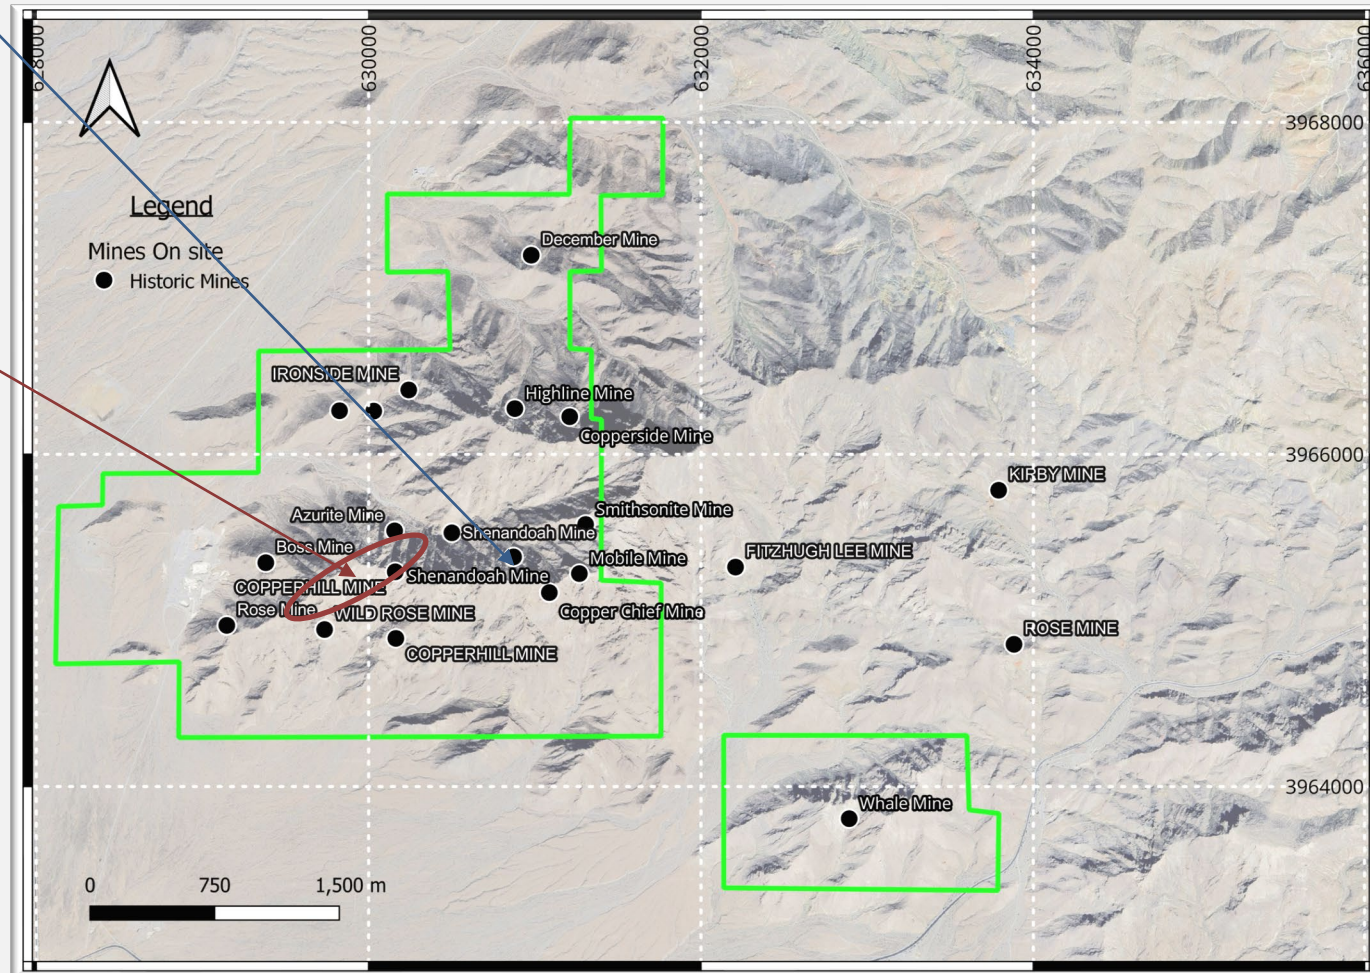 628000
630000
632000
634000
636000
3968000
Legend
Mines On site
Historic Mines
December Mine
IRONSIDE MINE
Highline Mine
Copperside Mine
3966000
KIRBY MINE
Azurite Mine
Smithsonite Mine
Shenandoah Mine
Boss Mine
Mobile Mine
FITZHUGH LEE MINE
COPPERHILL MINE
Shenandoah Mine
Rose Mine
WILD ROSE MINE
Copper Chief Mine
ROSE MINE
COPPERHILL MINE
3964000
Whale Mine
0 750 1,500 m